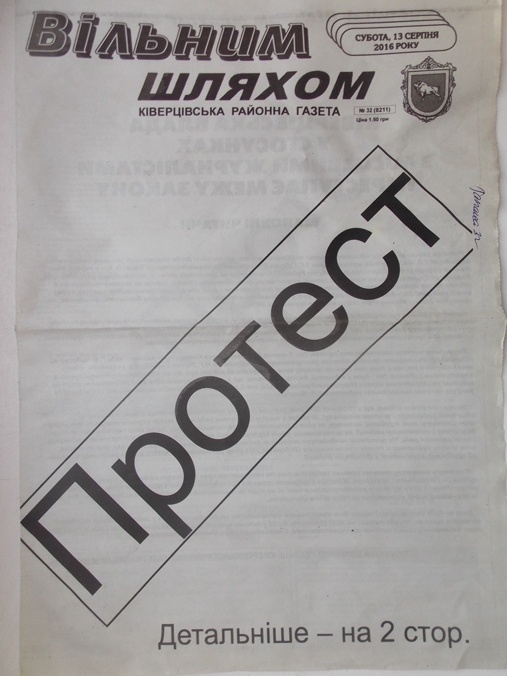 Вільним
шляхом
СУБОТА, 13 СЕРПНЯ
2016 РОКУ
КІВЕРЦІВСЬКА РАЙОННА ГАЗЕТА
№ 32 (8211)
Ціна 1.60 грн
Протест
Детальніше – на 2 стор.